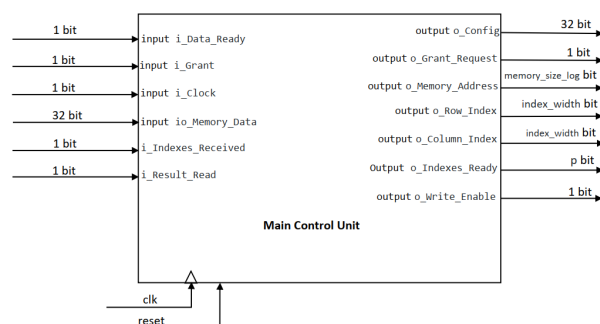 1 bit
input i_Data_Ready
1 bit
input i_Grant
1 bit
input i_Clock
32 bit
input io_Memory_Data
1 bit
i_Indexes_Received
1 bit
i_Result_Read
output o_Config
32 bit
output o_Grant_Request
1 bit
output o_Memory_Address
memory_size_log bit
output o_Row_Index
index_width bit
output o_Column_Index
index_width bit
Output o_Indexes_Ready
p bit
output o_Write_Enable
1 bit
Main Control Unit
clk
reset